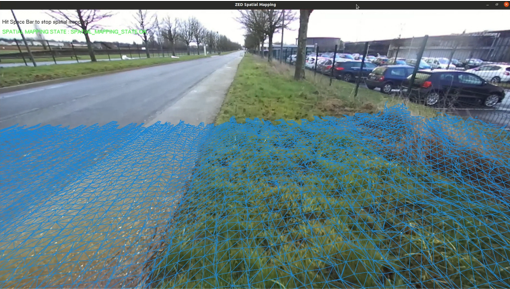 ZED Spatial Mapping
Hit Space Bar to stop spatial mapping
SPATIAL MAPPING STATE : SPATIAL_MAPPING_STATE